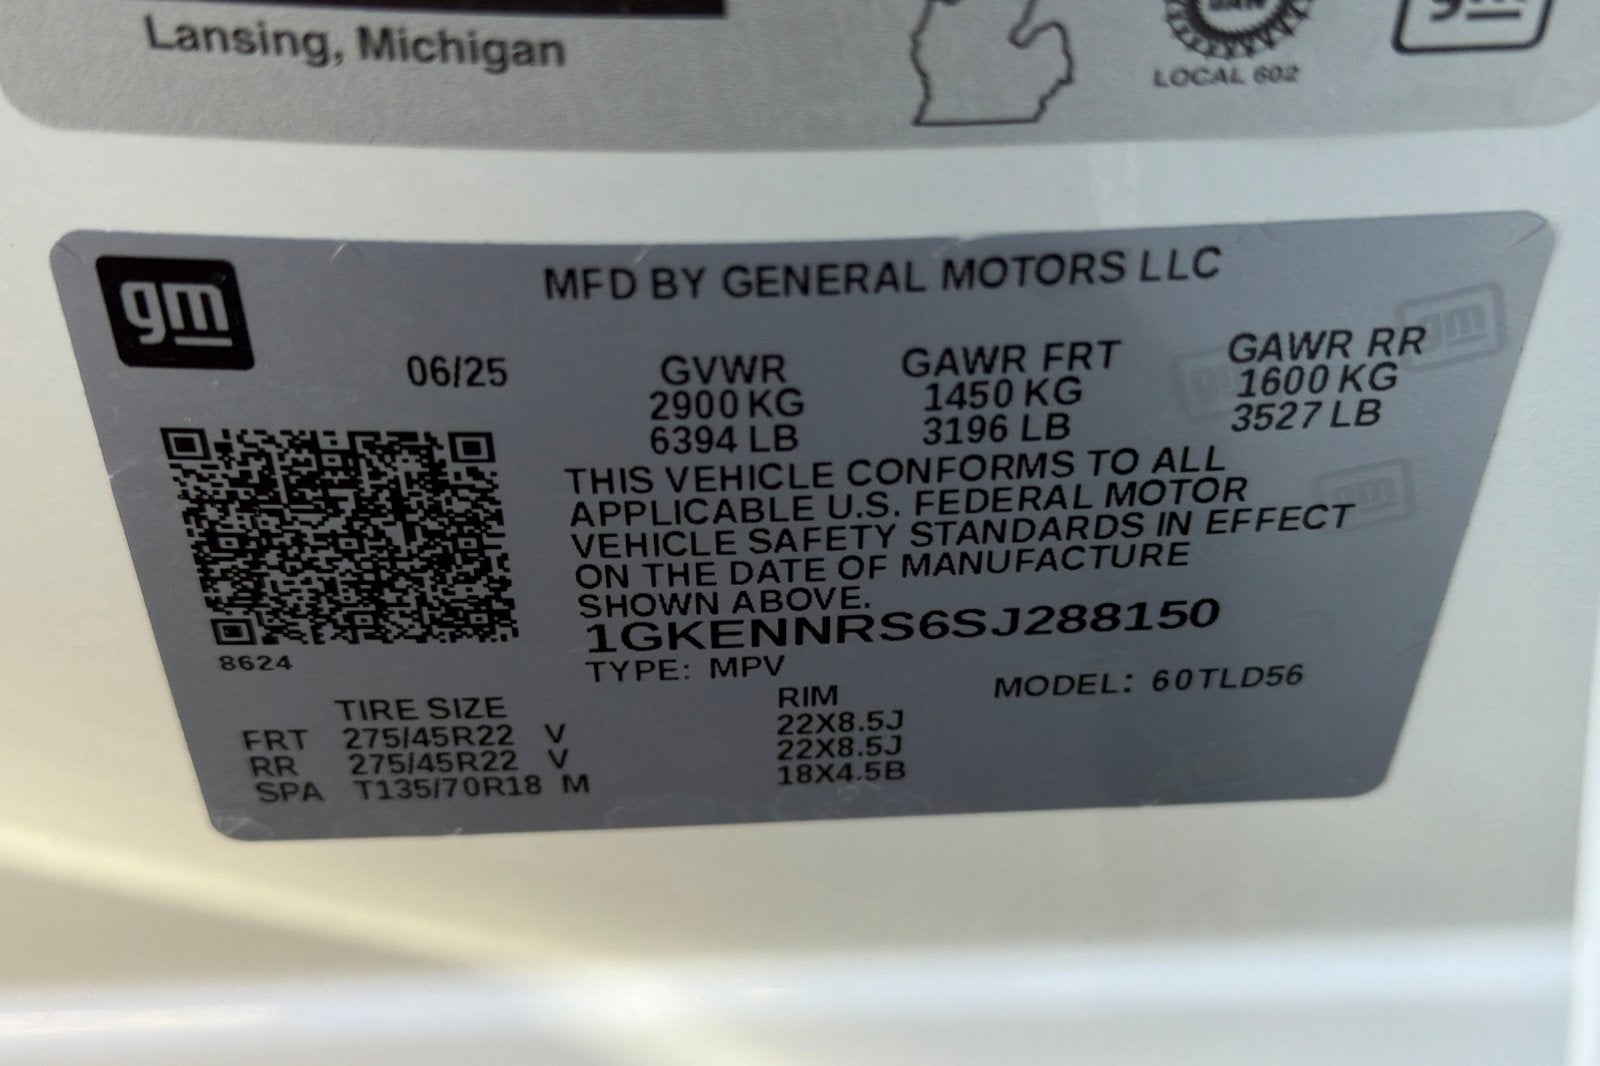 Lansing, Michigan
LOCAL 602
gm
gm
MFD BY GENERAL MOTORS LLC
06/25 GVWR GAWR FRT GAWR RR
2900 KG 1450 KG 1600 KG
6394 LB 3196 LB 3527 LB
THIS VEHICLE CONFORMS TO ALL
APPLICABLE U.S. FEDERAL MOTOR
VEHICLE SAFETY STANDARDS IN EFFECT
ON THE DATE OF MANUFACTURE
SHOWN ABOVE.
1GKENNRS6SJ288150
8624
TYPE: MPV MODEL: 60TLD56
TIRE SIZE RIM
FRT 275/45R22 V 22X8.5J
RR 275/45R22 V 22X8.5J
SPA T135/70R18 M 18X4.5B